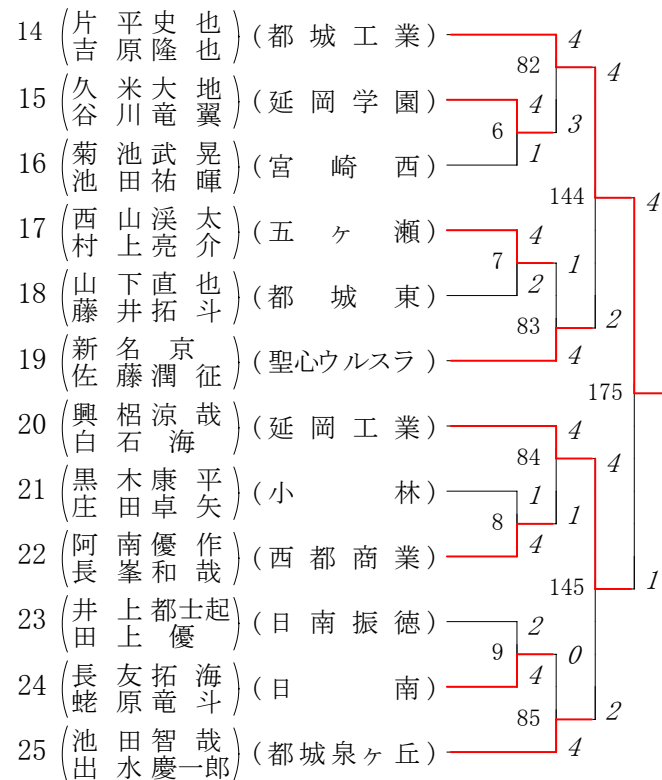 14 片平史也 吉原隆也 (都城工業) 4
82 4
15 久米大地 谷川竜翼 (延岡学園) 4
6 3
16 菊池武晃 池田祐暉 (宮崎西) 1
144 4
17 西山渓太 村上亮介 (五ヶ瀬) 4
7 1
18 山下直也 藤井拓斗 (都城東) 2
83 2
19 新名京 佐藤潤征 (聖心ウルスラ) 4
175
20 興梠涼哉 白石海 (延岡工業) 4
84 4
21 黒木康平 庄田卓矢 (小林) 1
8 1
22 阿南優作 長峯和哉 (西都商業) 4
145 1
23 井上都士起 田上優 (日南振徳) 2
9 0
24 長友拓海 蛯原竜斗 (日南) 4
85 2
25 池田智哉 出水慶一郎 (都城泉ヶ丘) 4